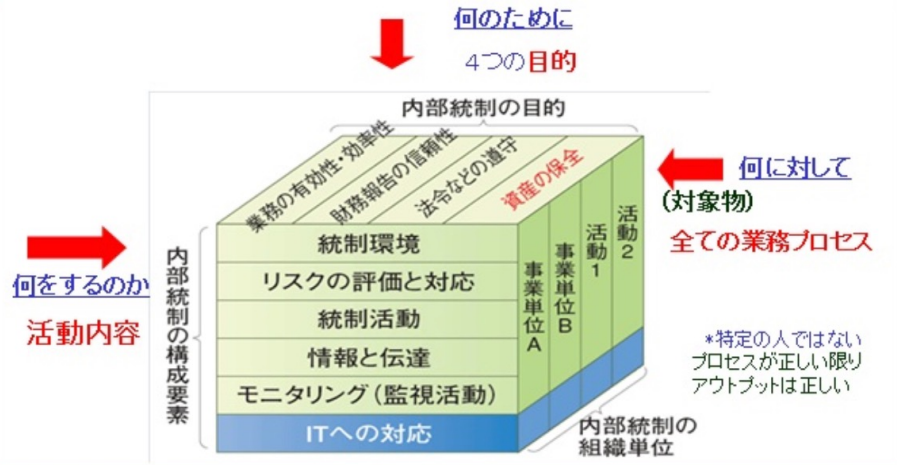 何のために
4つの目的
内部統制の目的
業務の有効性・効率性
財務報告の信頼性
法令などの遵守
資産の保全
何に対して
(対象物)
全ての業務プロセス
何をするのか
活動内容
内部統制の構成要素
統制環境
リスクの評価と対応
統制活動
情報と伝達
モニタリング(監視活動)
ITへの対応
事業単位A
事業単位B
活動1
活動2
内部統制の
組織単位
*特定の人ではない
プロセスが正しい限り
アウトプットは正しい